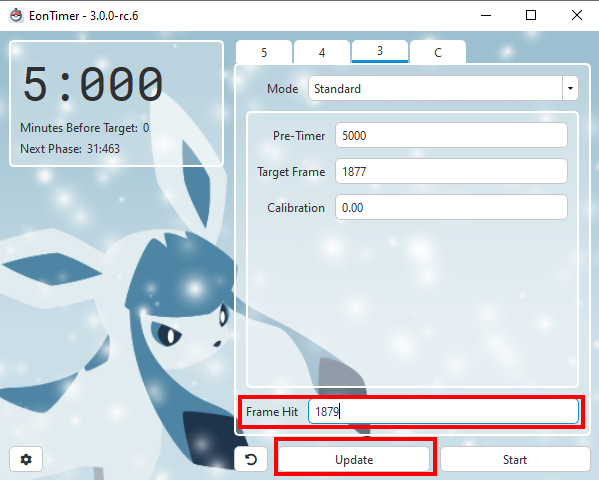 EonTimer - 3.0.0-rc.6
5:000
Minutes Before Target: 0
Next Phase: 31:463
5 4 3 C
Mode Standard
Pre-Timer 5000
Target Frame 1877
Calibration 0.00
Frame Hit 1879
Update Start